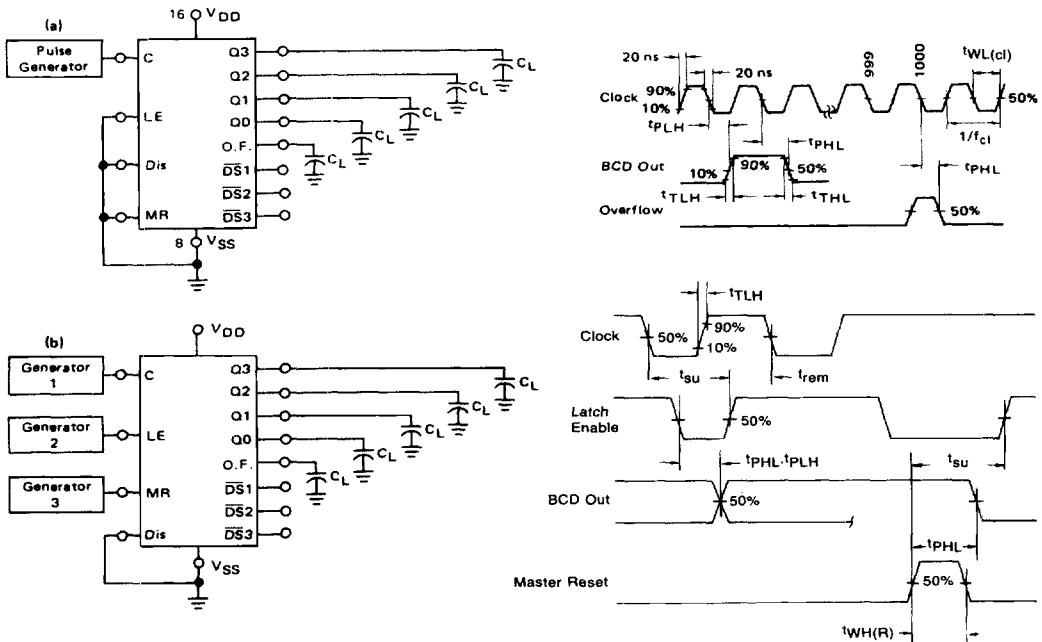 (a)
16 VDD
Pulse Generator
C
LE
Dis
MR
Q3
Q2
Q1
Q0
O.F.
DS1
DS2
DS3
CL
CL
CL
CL
CL
8 VSS
20 ns
20 ns
999
1000
tWL(cl)
90%
Clock
10%
50%
tPLH
tPHL
1/fcl
BCD Out
10%
90%
50%
tPHL
tTLH
tTHL
Overflow
50%
(b)
VDD
Generator 1
Generator 2
Generator 3
C
LE
MR
Dis
Q3
Q2
Q1
Q0
O.F.
DS1
DS2
DS3
CL
CL
CL
CL
CL
VSS
tTLH
Clock
50%
90%
10%
tsu
trem
Latch Enable
50%
tPHL, tPLH
tsu
BCD Out
50%
tPHL
Master Reset
50%
tWH(R)